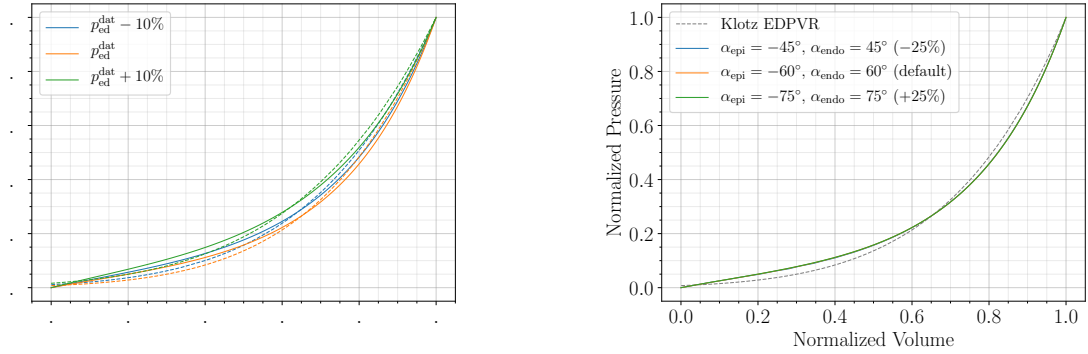 p_ed^dat − 10%
p_ed^dat
p_ed^dat + 10%
.
.
.
.
.
.
. . . . . .
Klotz EDPVR
α_epi = −45°, α_endo = 45° (−25%)
α_epi = −60°, α_endo = 60° (default)
α_epi = −75°, α_endo = 75° (+25%)
Normalized Pressure
1.0
0.8
0.6
0.4
0.2
0.0
0.0 0.2 0.4 0.6 0.8 1.0
Normalized Volume